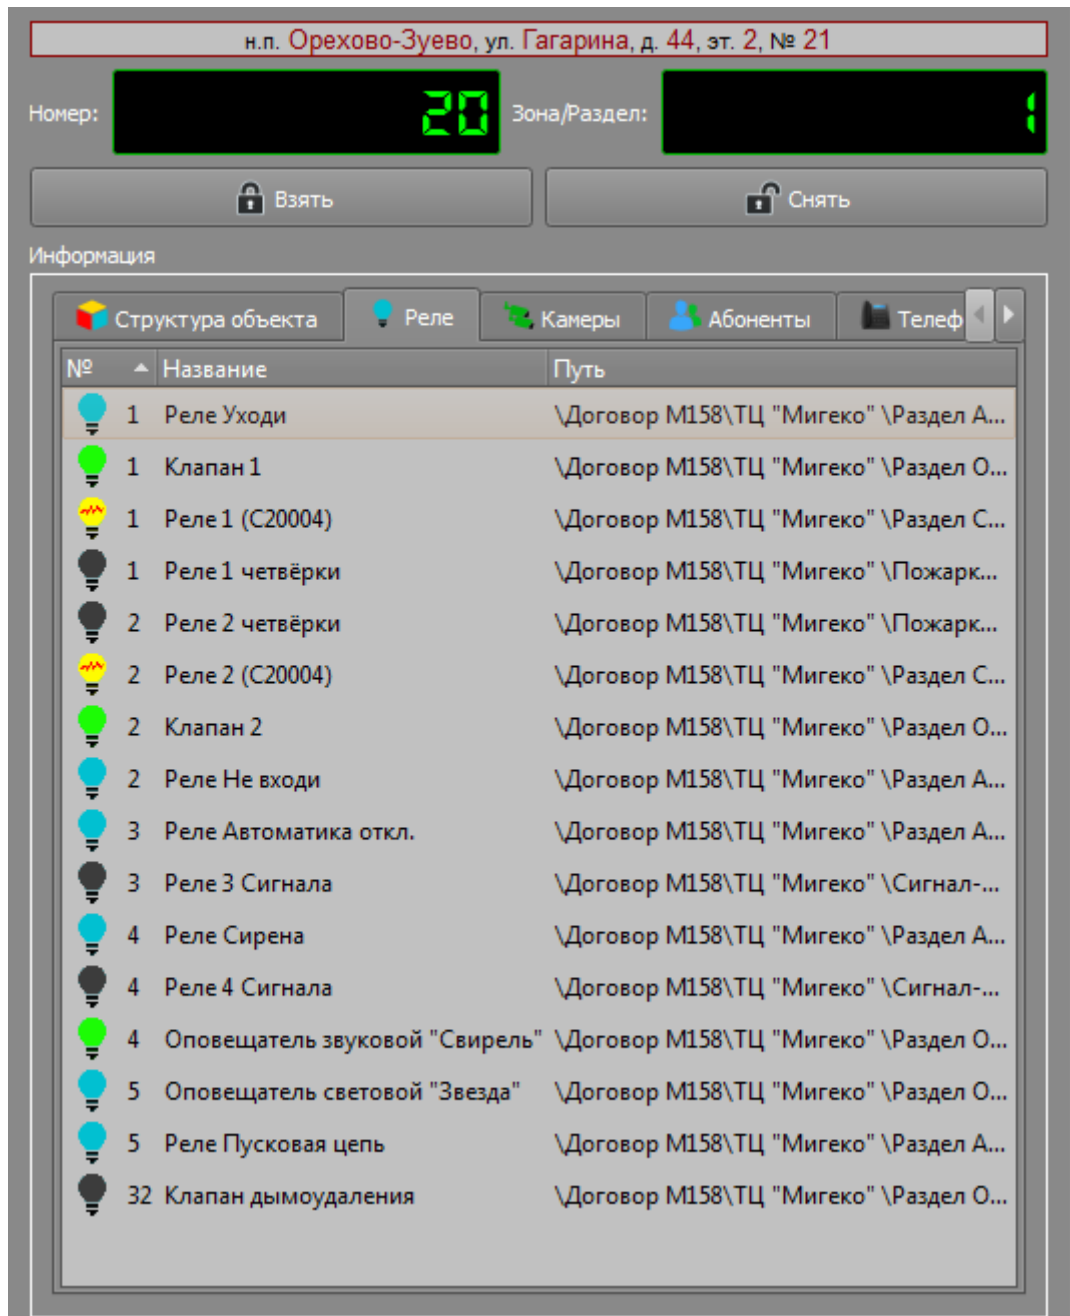 н.п. Орехово-Зуево, ул. Гагарина, д. 44, эт. 2, № 21
Номер: 20 Зона/Раздел: 1
Взять Снять
Информация
Структура объекта Реле Камеры Абоненты Телеф
№ Название Путь
1 Реле Уходи \Договор М158\ТЦ "Мигеко" \Раздел А...
1 Клапан 1 \Договор М158\ТЦ "Мигеко" \Раздел О...
1 Реле 1 (С20004) \Договор М158\ТЦ "Мигеко" \Раздел С...
1 Реле 1 четвёрки \Договор М158\ТЦ "Мигеко" \Пожарк...
2 Реле 2 четвёрки \Договор М158\ТЦ "Мигеко" \Пожарк...
2 Реле 2 (С20004) \Договор М158\ТЦ "Мигеко" \Раздел С...
2 Клапан 2 \Договор М158\ТЦ "Мигеко" \Раздел О...
2 Реле Не входи \Договор М158\ТЦ "Мигеко" \Раздел А...
3 Реле Автоматика откл. \Договор М158\ТЦ "Мигеко" \Раздел А...
3 Реле 3 Сигнала \Договор М158\ТЦ "Мигеко" \Сигнал-...
4 Реле Сирена \Договор М158\ТЦ "Мигеко" \Раздел А...
4 Реле 4 Сигнала \Договор М158\ТЦ "Мигеко" \Сигнал-...
4 Оповещатель звуковой "Свирель" \Договор М158\ТЦ "Мигеко" \Раздел О...
5 Оповещатель световой "Звезда" \Договор М158\ТЦ "Мигеко" \Раздел О...
5 Реле Пусковая цепь \Договор М158\ТЦ "Мигеко" \Раздел А...
32 Клапан дымоудаления \Договор М158\ТЦ "Мигеко" \Раздел О...